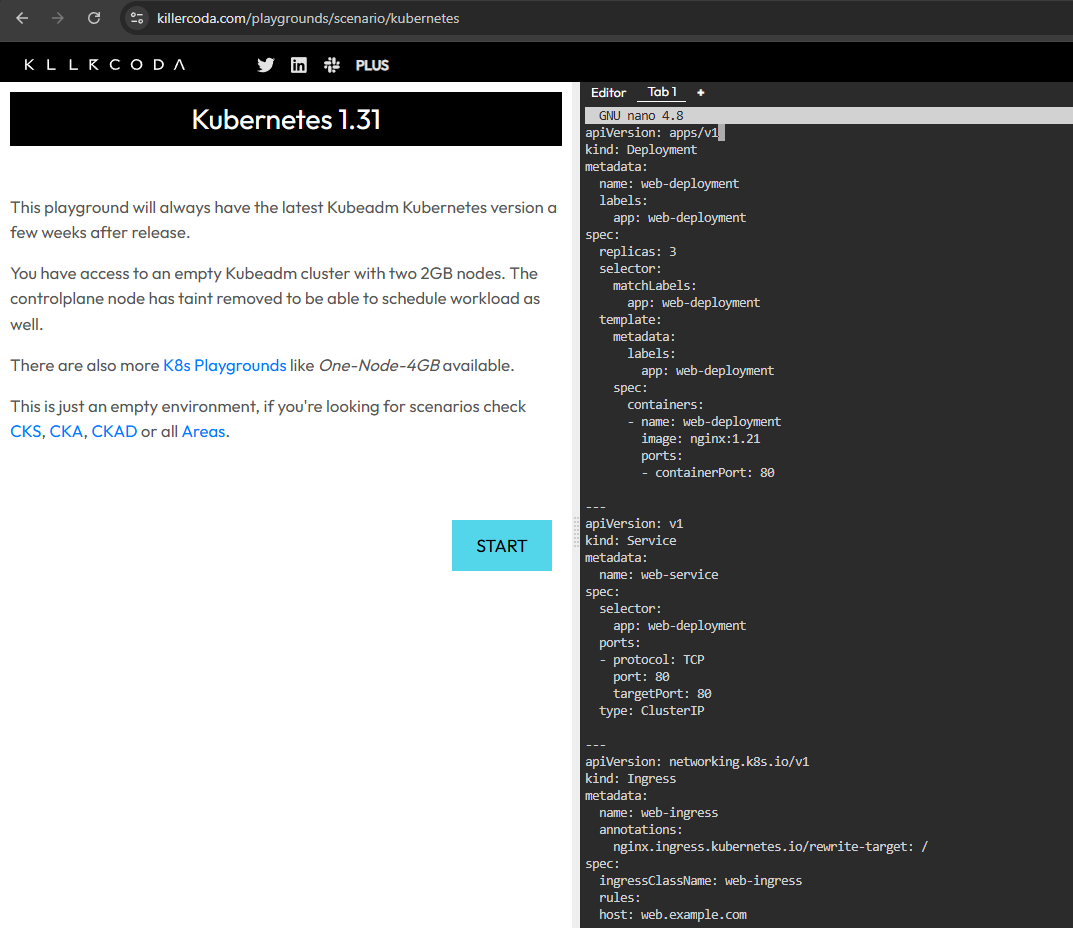 killercoda.com/playgrounds/scenario/kubernetes
KLLRCODA
PLUS
Kubernetes 1.31
This playground will always have the latest Kubeadm Kubernetes version a
few weeks after release.
You have access to an empty Kubeadm cluster with two 2GB nodes. The
controlplane node has taint removed to be able to schedule workload as
well.
There are also more K8s Playgrounds like One-Node-4GB available.
This is just an empty environment, if you're looking for scenarios check
CKS, CKA, CKAD or all Areas.
START
Editor
Tab 1
+
GNU nano 4.8
apiVersion: apps/v1
kind: Deployment
metadata:
  name: web-deployment
  labels:
    app: web-deployment
spec:
  replicas: 3
  selector:
    matchLabels:
      app: web-deployment
  template:
    metadata:
      labels:
        app: web-deployment
    spec:
      containers:
      - name: web-deployment
        image: nginx:1.21
        ports:
        - containerPort: 80
---
apiVersion: v1
kind: Service
metadata:
  name: web-service
spec:
  selector:
    app: web-deployment
  ports:
  - protocol: TCP
    port: 80
    targetPort: 80
  type: ClusterIP
---
apiVersion: networking.k8s.io/v1
kind: Ingress
metadata:
  name: web-ingress
  annotations:
    nginx.ingress.kubernetes.io/rewrite-target: /
spec:
  ingressClassName: web-ingress
  rules:
  host: web.example.com